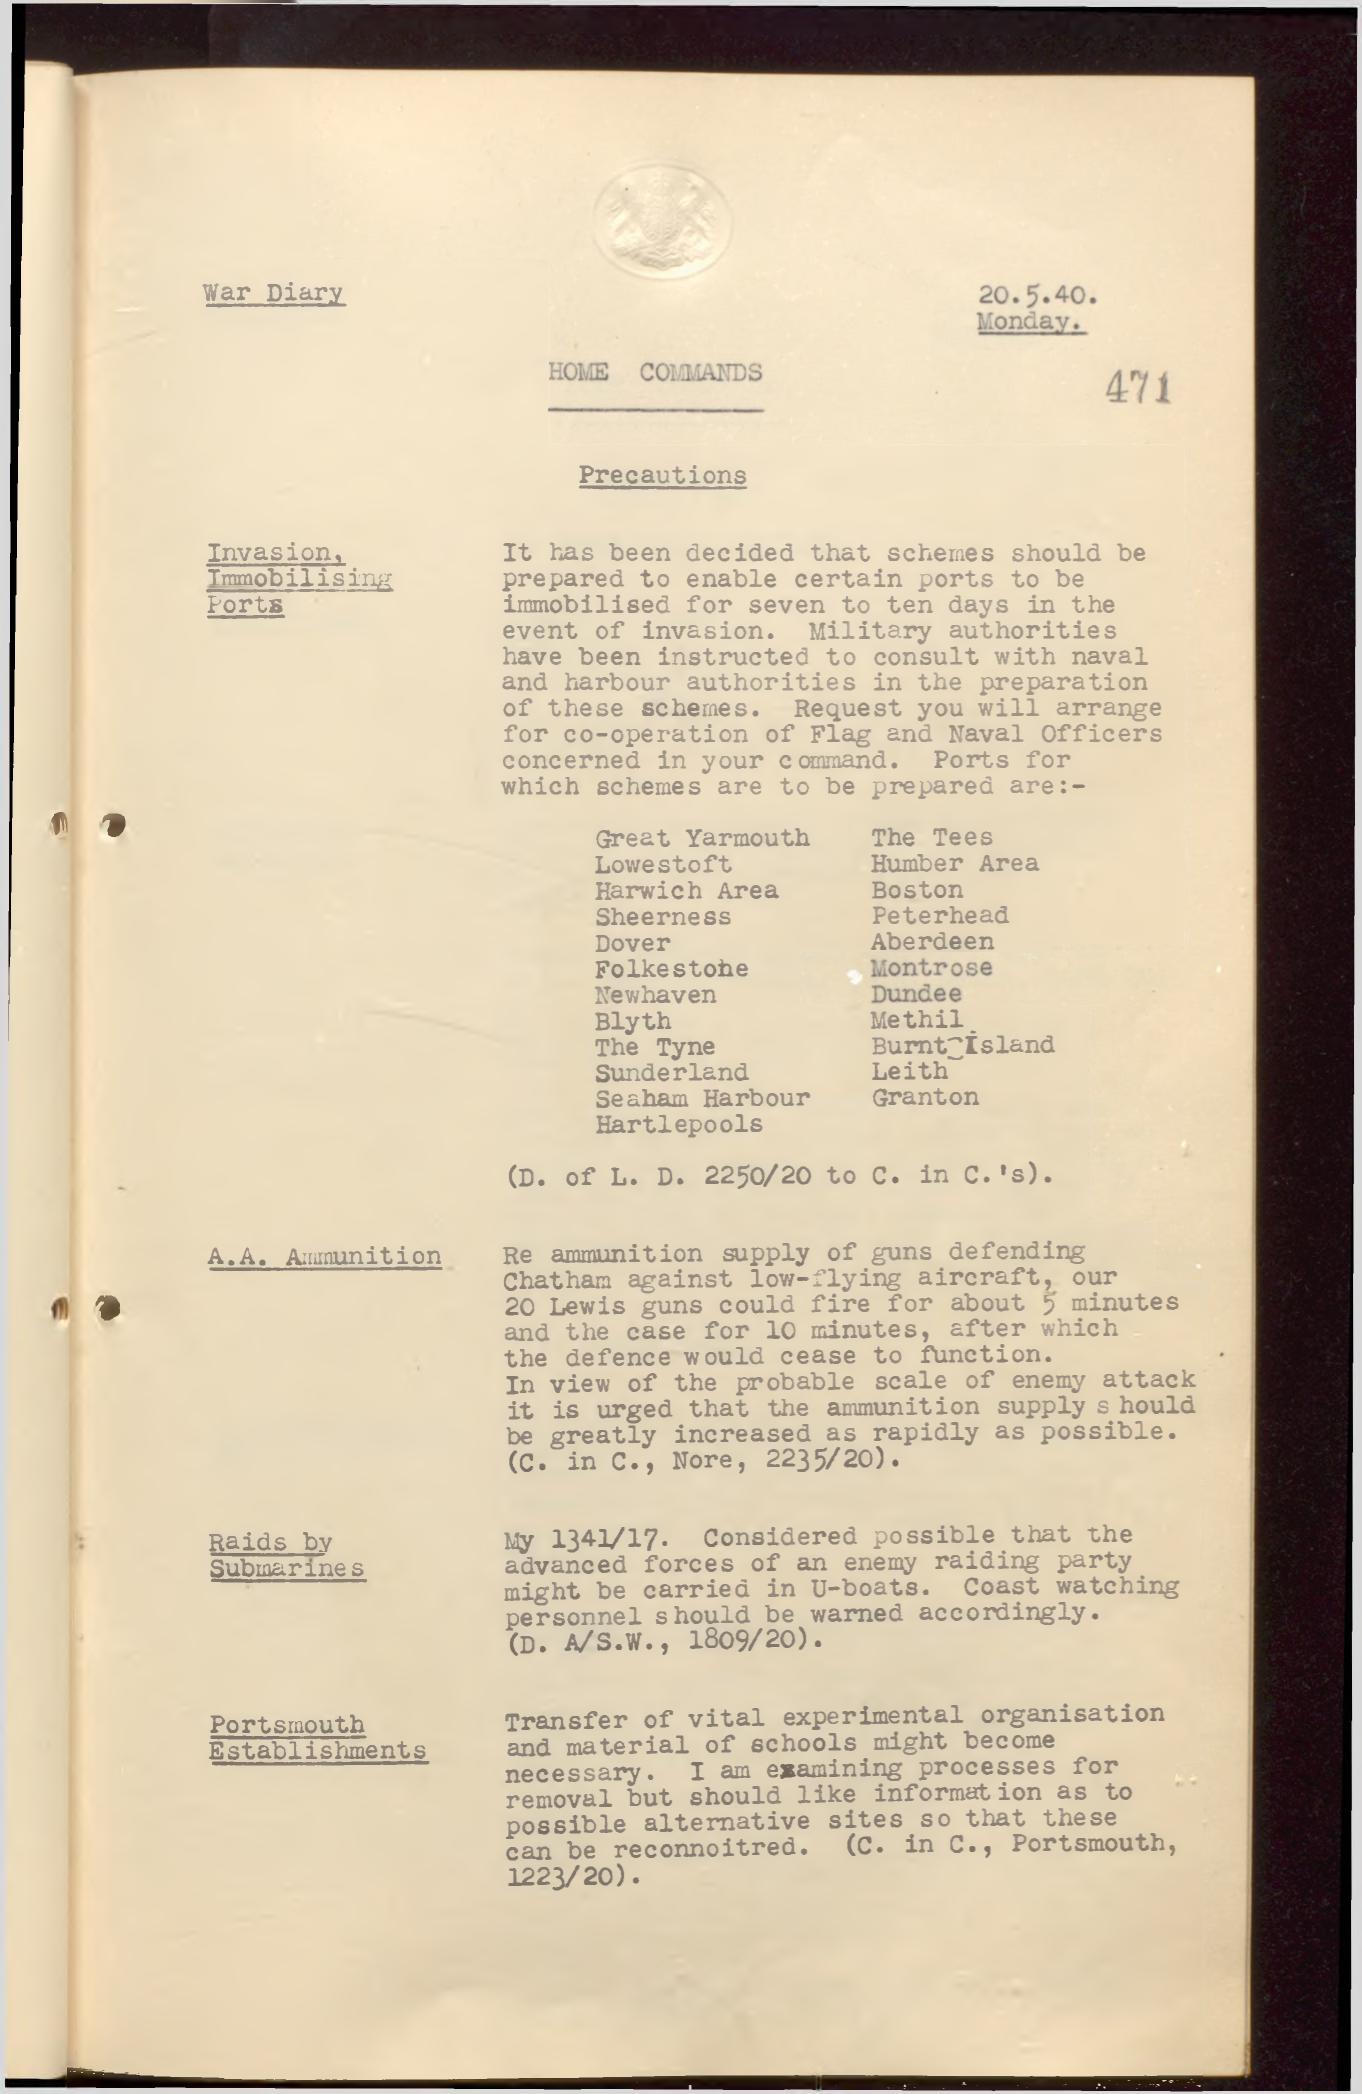 War Diary
20.5.40.
Monday.
HOME COMMANDS
471
Precautions
Invasion,
Immobilising
Ports
It has been decided that schemes should be
prepared to enable certain ports to be
immobilised for seven to ten days in the
event of invasion. Military authorities
have been instructed to consult with naval
and harbour authorities in the preparation
of these schemes. Request you will arrange
for co-operation of Flag and Naval Officers
concerned in your command. Ports for
which schemes are to be prepared are:-
Great Yarmouth The Tees
Lowestoft Humber Area
Harwich Area Boston
Sheerness Peterhead
Dover Aberdeen
Folkestone Montrose
Newhaven Dundee
Blyth Methil
The Tyne Burnt Island
Sunderland Leith
Seaham Harbour Granton
Hartlepools
(D. of L. D. 2250/20 to C. in C.'s).
A.A. Ammunition
Re ammunition supply of guns defending
Chatham against low-flying aircraft, our
20 Lewis guns could fire for about 5 minutes
and the case for 10 minutes, after which
the defence would cease to function.
In view of the probable scale of enemy attack
it is urged that the ammunition supply should
be greatly increased as rapidly as possible.
(C. in C., Nore, 2235/20).
Raids by
Submarines
My 1341/17. Considered possible that the
advanced forces of an enemy raiding party
might be carried in U-boats. Coast watching
personnel should be warned accordingly.
(D. A/S.W., 1809/20).
Portsmouth
Establishments
Transfer of vital experimental organisation
and material of schools might become
necessary. I am examining processes for
removal but should like information as to
possible alternative sites so that these
can be reconnoitred. (C. in C., Portsmouth,
1223/20).